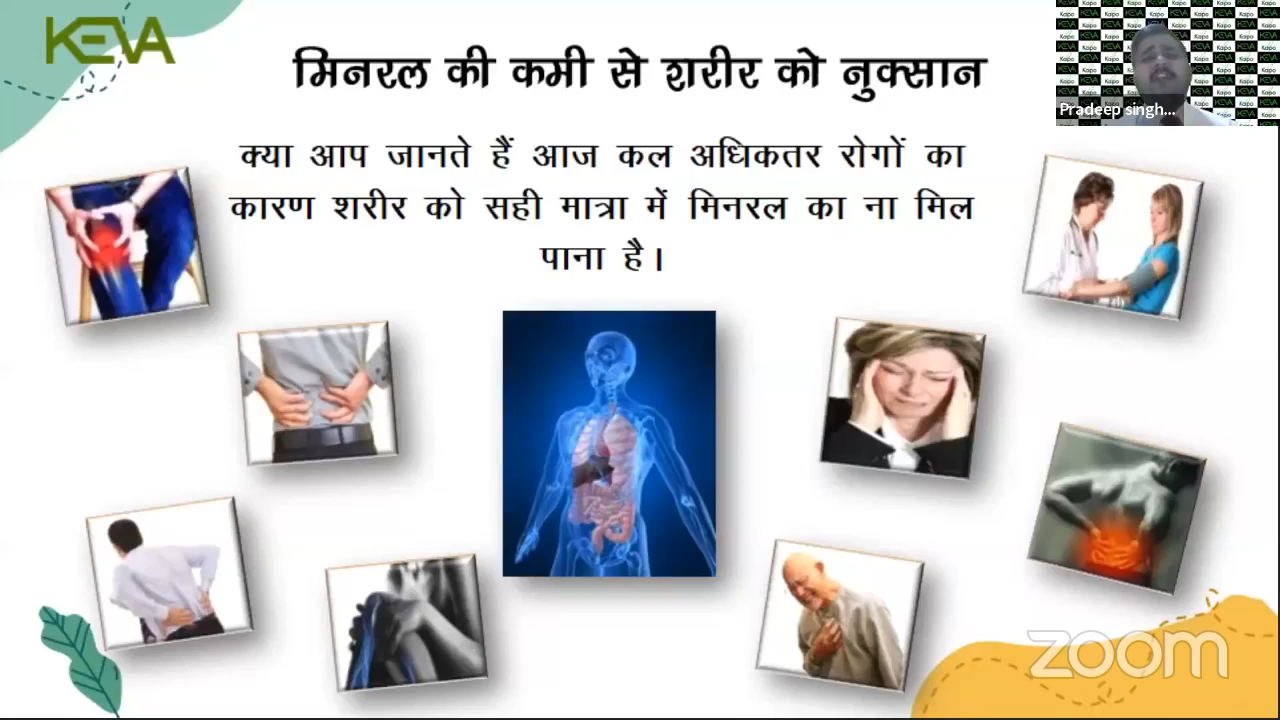 KEVA
मिनरल की कमी से शरीर को नुक्सान
क्या आप जानते हैं आज कल अधिकतर रोगों का
कारण शरीर को सही मात्रा में मिनरल का ना मिल
पाना है।
Pradeep singh...
zoom